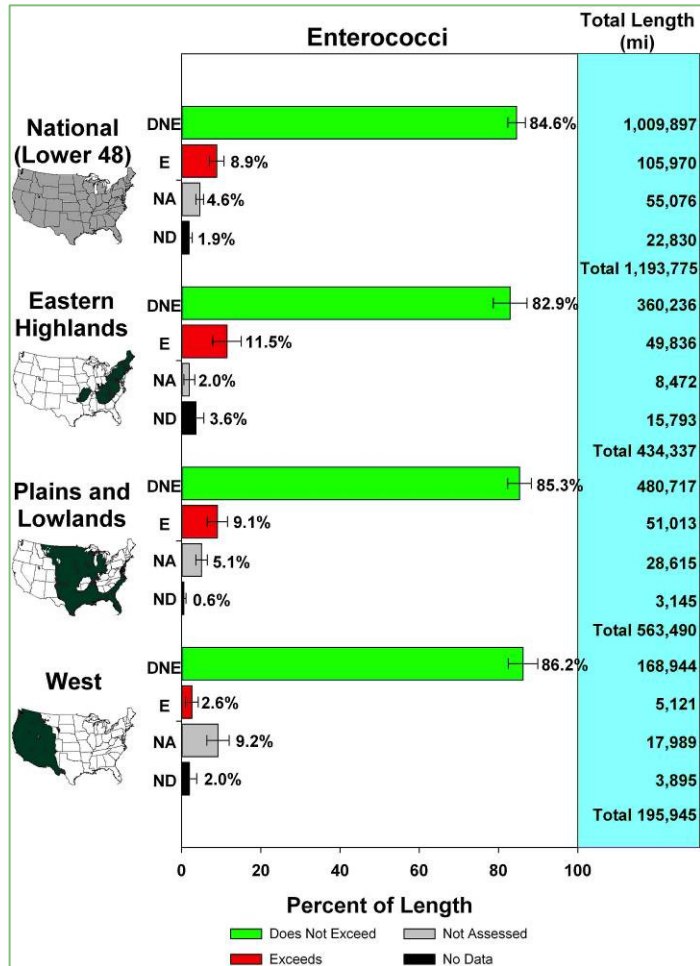 Enterococci
Total Length
(mi)
National
(Lower 48)
DNE 84.6% 1,009,897
E 8.9% 105,970
NA 4.6% 55,076
ND 1.9% 22,830
Total 1,193,775
Eastern
Highlands
DNE 82.9% 360,236
E 11.5% 49,836
NA 2.0% 8,472
ND 3.6% 15,793
Total 434,337
Plains and
Lowlands
DNE 85.3% 480,717
E 9.1% 51,013
NA 5.1% 28,615
ND 0.6% 3,145
Total 563,490
West
DNE 86.2% 168,944
E 2.6% 5,121
NA 9.2% 17,989
ND 2.0% 3,895
Total 195,945
0 20 40 60 80 100
Percent of Length
Does Not Exceed Not Assessed
Exceeds No Data